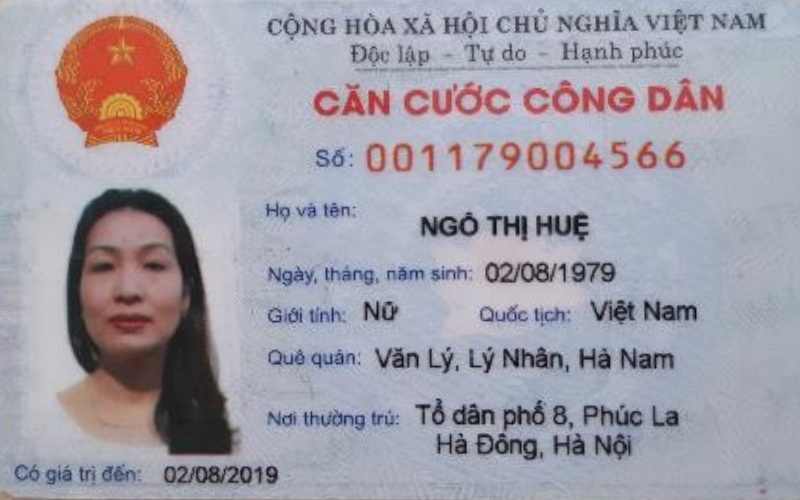 CỘNG HÒA XÃ HỘI CHỦ NGHĨA VIỆT NAM
Độc lập - Tự do - Hạnh phúc
CĂN CƯỚC CÔNG DÂN
Số: 001179004566
Họ và tên: NGÔ THỊ HUỆ
Ngày, tháng, năm sinh: 02/08/1979
Giới tính: Nữ Quốc tịch: Việt Nam
Quê quán: Văn Lý, Lý Nhân, Hà Nam
Nơi thường trú: Tổ dân phố 8, Phúc La
Hà Đông, Hà Nội
Có giá trị đến: 02/08/2019